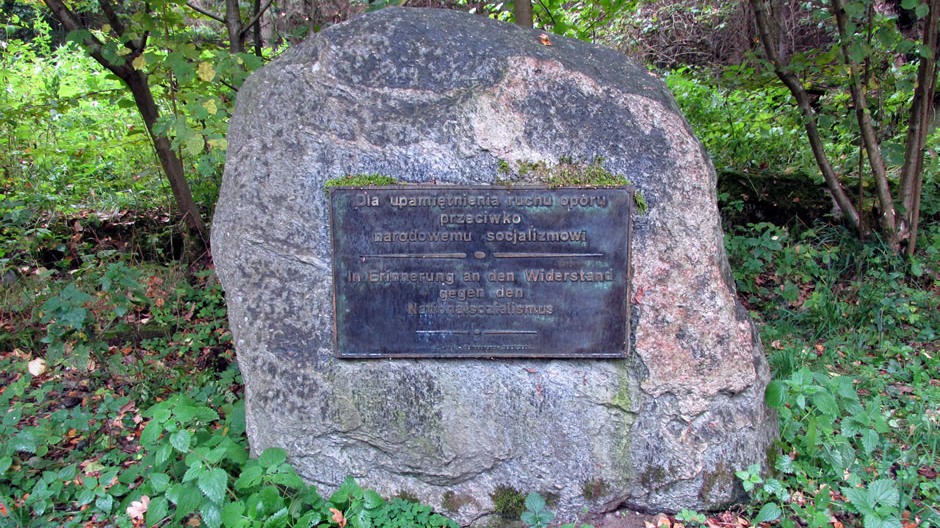 Dla upamiętnienia ruchu oporu
przeciwko
narodowemu socjalizmowi
In Erinnerung an den Widerstand
gegen den
Nationalsozialismus